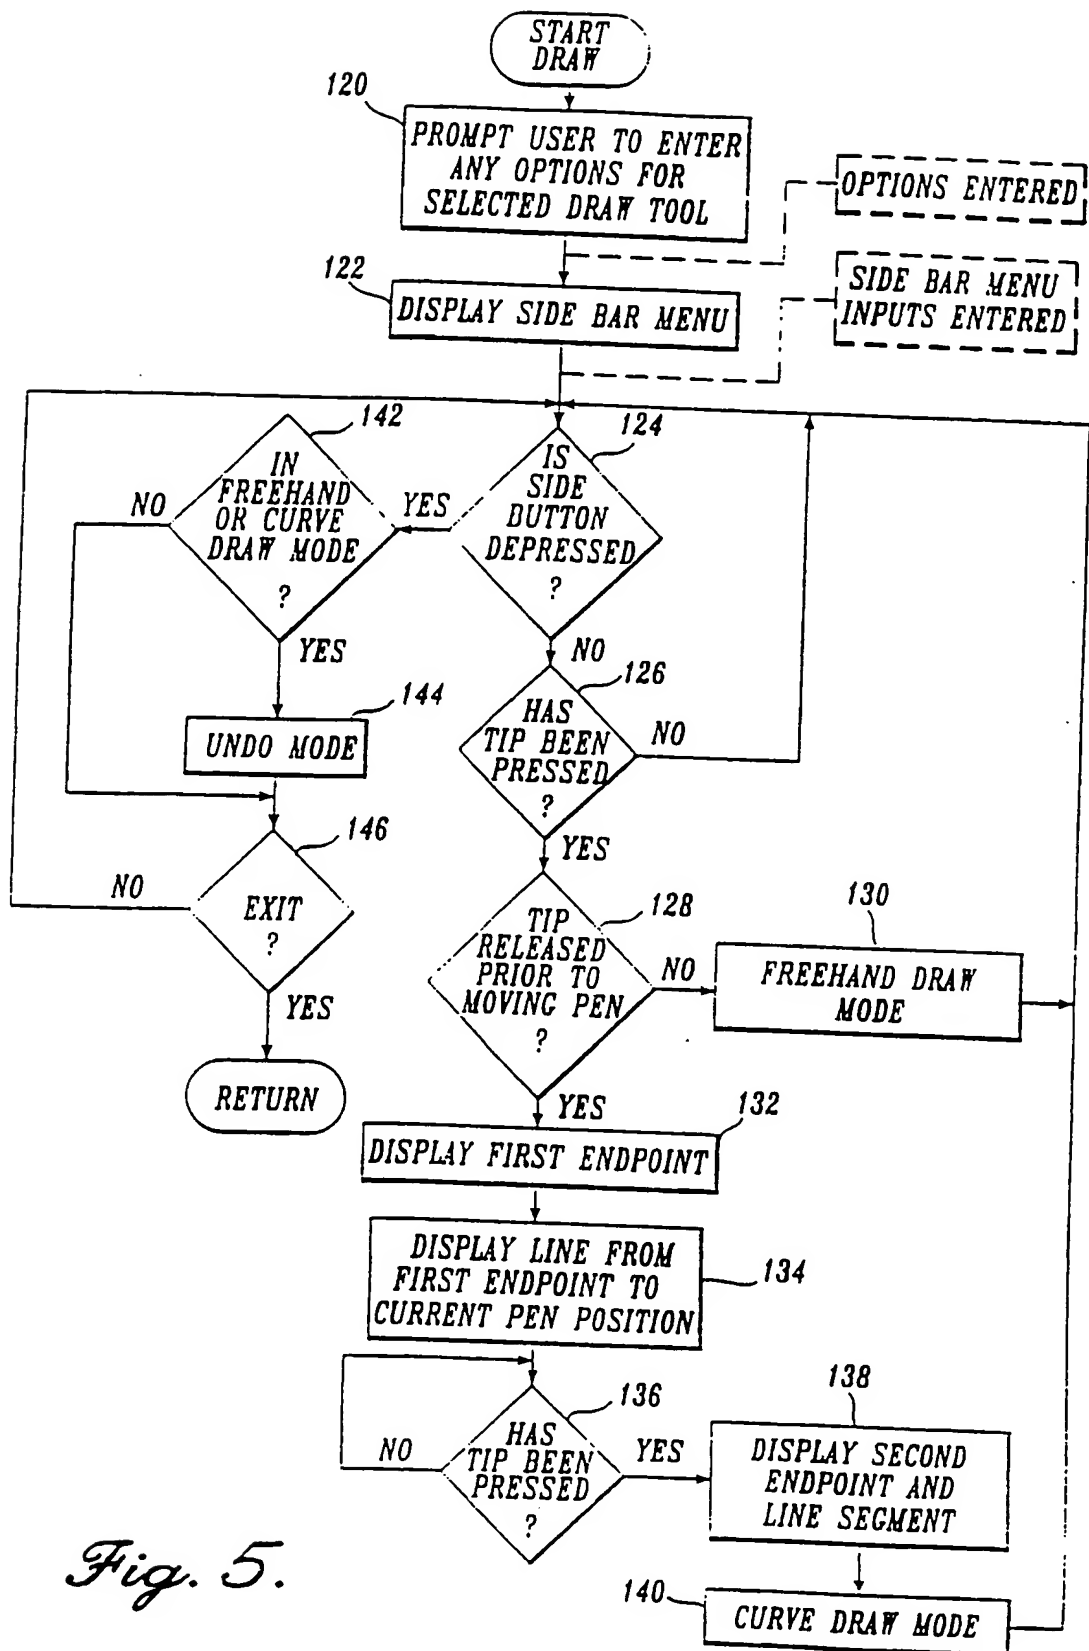 START
DRAW
120
PROMPT USER TO ENTER
ANY OPTIONS FOR
SELECTED DRAW TOOL
OPTIONS ENTERED
122
DISPLAY SIDE BAR MENU
SIDE BAR MENU
INPUTS ENTERED
142
IN
FREEHAND
OR CURVE
DRAW MODE
?
NO
YES
124
IS
SIDE
BUTTON
DEPRESSED
?
YES
NO
144
UNDO MODE
126
HAS
TIP BEEN
PRESSED
?
NO
YES
146
EXIT
?
NO
YES
RETURN
128
TIP
RELEASED
PRIOR TO
MOVING PEN
?
NO
130
FREEHAND DRAW
MODE
YES
132
DISPLAY FIRST ENDPOINT
DISPLAY LINE FROM
FIRST ENDPOINT TO
CURRENT PEN POSITION
134
136
HAS
TIP BEEN
PRESSED
?
NO
YES
138
DISPLAY SECOND
ENDPOINT AND
LINE SEGMENT
140
CURVE DRAW MODE
Fig. 5.